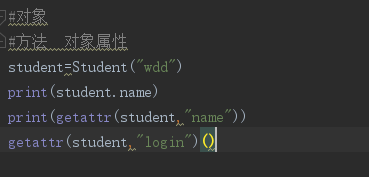 #对象
#方法  对象属性
student=Student("wdd")
print(student.name)
print(getattr(student,"name"))
getattr(student,"login")()